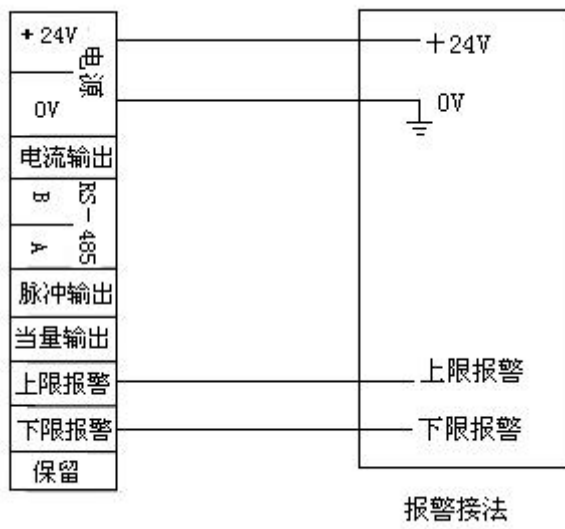 +24V
电源
0V
电流输出
B
A
RS-485
脉冲输出
当量输出
上限报警
下限报警
保留
+24V
0V
上限报警
下限报警
报警接法